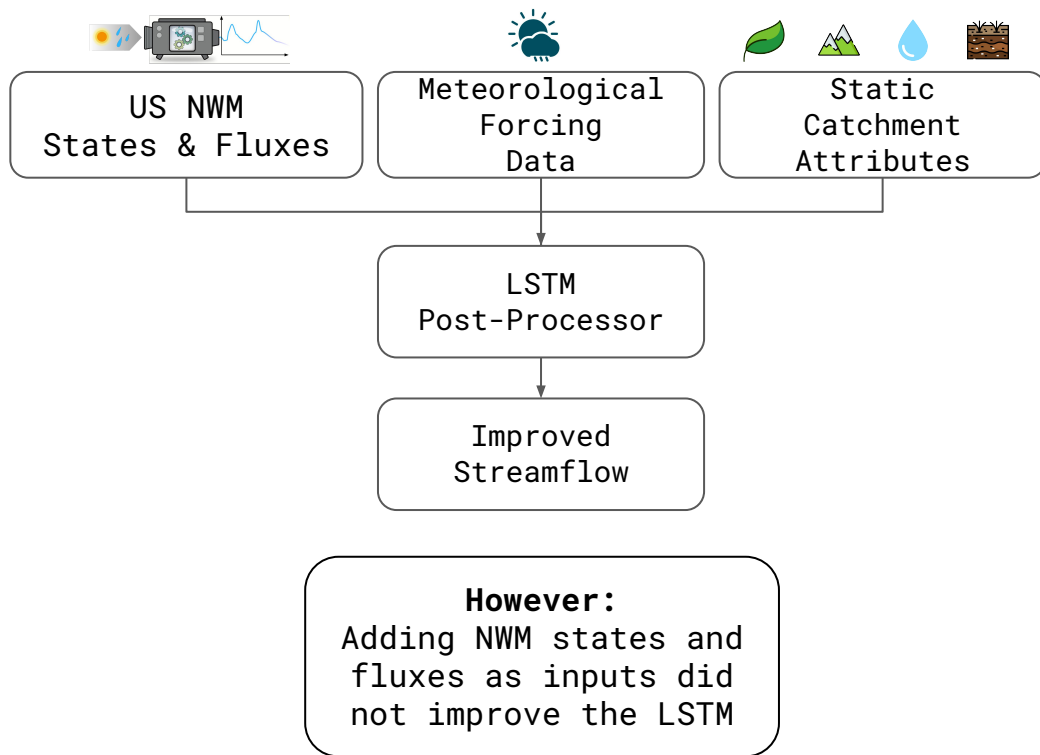 US NWM
States & Fluxes
Meteorological
Forcing
Data
Static
Catchment
Attributes
LSTM
Post-Processor
Improved
Streamflow
However:
Adding NWM states and
fluxes as inputs did
not improve the LSTM